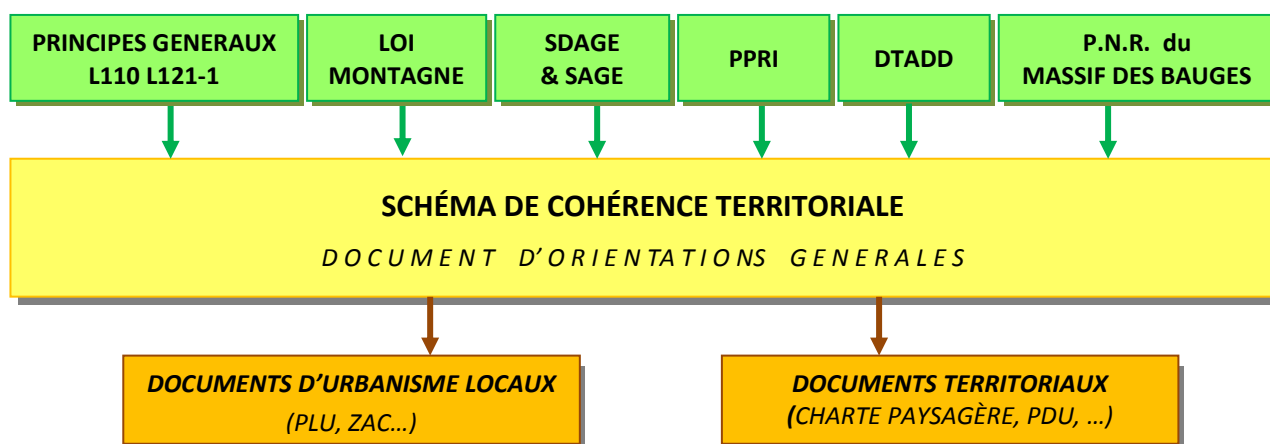 PRINCIPES GENERAUX
L110 L121-1
LOI
MONTAGNE
SDAGE
& SAGE
PPRI
DTADD
P.N.R. du
MASSIF DES BAUGES
SCHÉMA DE COHÉRENCE TERRITORIALE
DOCUMENT D'ORIENTATIONS GENERALES
DOCUMENTS D'URBANISME LOCAUX
(PLU, ZAC…)
DOCUMENTS TERRITORIAUX
(CHARTE PAYSAGÈRE, PDU, …)